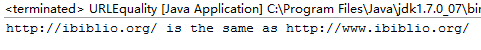 <terminated> URLEquality [Java Application] C:\Program Files\Java\jdk1.7.0_07\bin
http://ibiblio.org/ is the same as http://www.ibiblio.org/